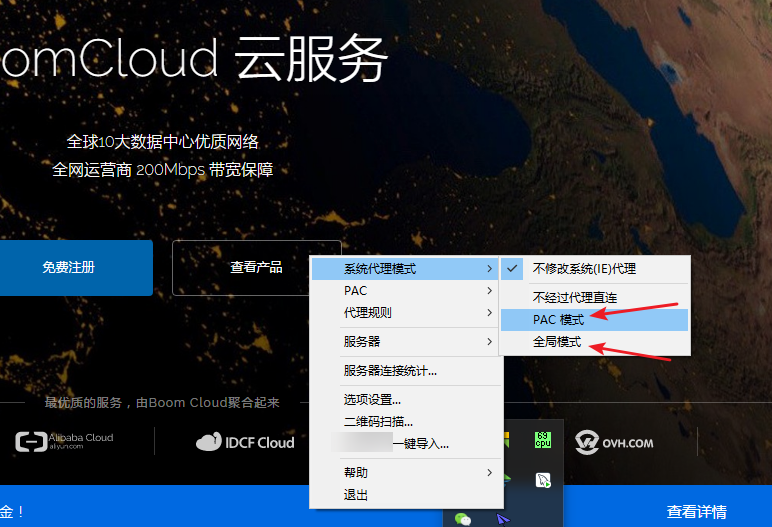 omCloud 云服务
全球10大数据中心优质网络
全网运营商 200Mbps 带宽保障
免费注册
查看产品
系统代理模式
PAC
代理规则
服务器
服务器连接统计...
选项设置...
二维码扫描...
一键导入...
帮助
退出
不修改系统(IE)代理
不经过代理直连
PAC 模式
全局模式
最优质的服务，由Boom Cloud聚合起来
Alibaba Cloud
aliyun.com
IDCF Cloud
69
cpu
OVH.COM
金！
查看详情